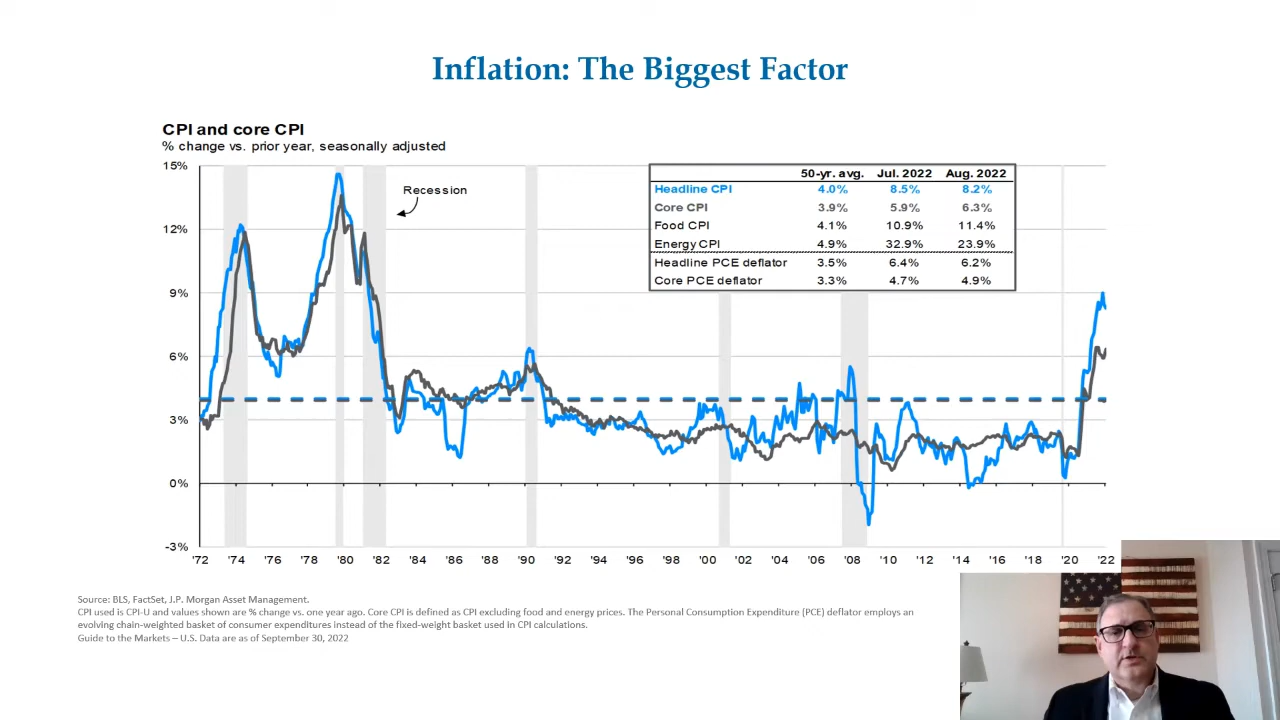 Inflation: The Biggest Factor
CPI and core CPI
% change vs. prior year, seasonally adjusted
15%
12%
9%
6%
3%
0%
-3%
Recession
50-yr. avg. Jul. 2022 Aug. 2022
Headline CPI 4.0% 8.5% 8.2%
Core CPI 3.9% 5.9% 6.3%
Food CPI 4.1% 10.9% 11.4%
Energy CPI 4.9% 32.9% 23.9%
Headline PCE deflator 3.5% 6.4% 6.2%
Core PCE deflator 3.3% 4.7% 4.9%
'72 '74 '76 '78 '80 '82 '84 '86 '88 '90 '92 '94 '96 '98 '00 '02 '04 '06 '08 '10 '12 '14 '16 '18 '20 '22
Source: BLS, FactSet, J.P. Morgan Asset Management.
CPI used is CPI-U and values shown are % change vs. one year ago. Core CPI is defined as CPI excluding food and energy prices. The Personal Consumption Expenditure (PCE) deflator employs an
evolving chain-weighted basket of consumer expenditures instead of the fixed-weight basket used in CPI calculations.
Guide to the Markets – U.S. Data are as of September 30, 2022